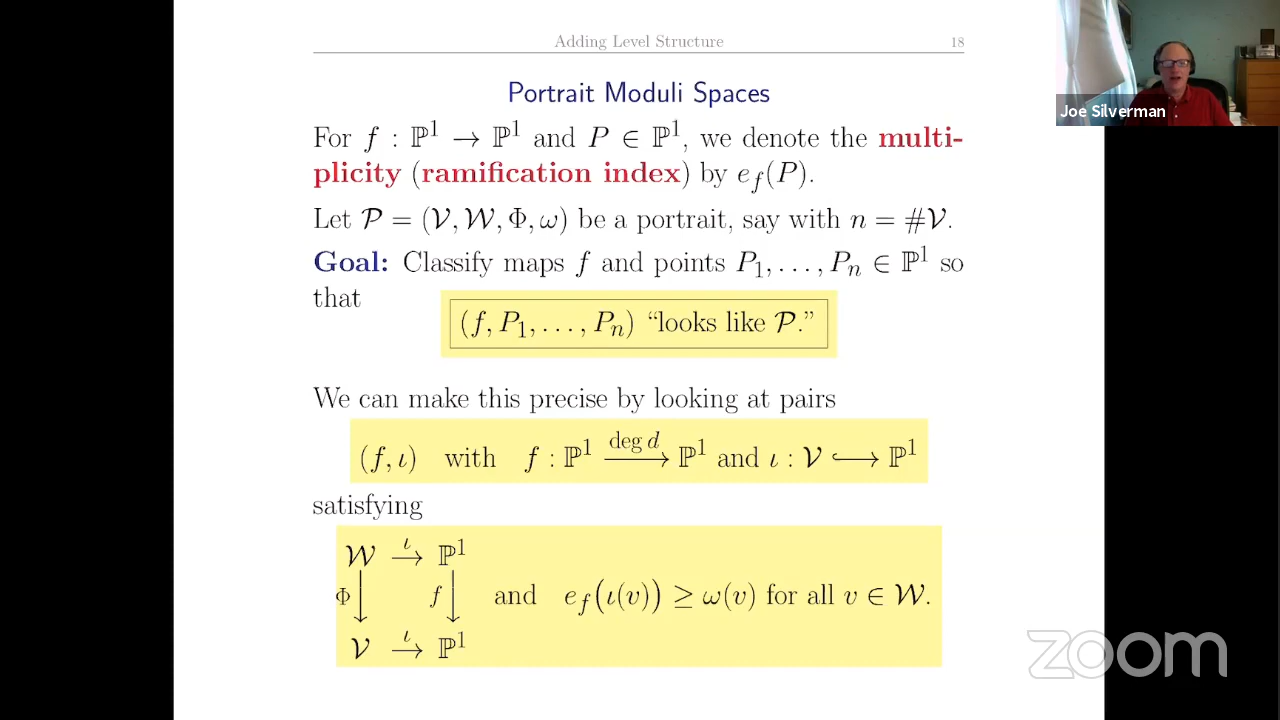 Adding Level Structure 18
Portrait Moduli Spaces
For f : ℙ¹ → ℙ¹ and P ∈ ℙ¹, we denote the multi-
plicity (ramification index) by e_f(P).
Let 𝒫 = (𝒱, 𝒲, Φ, ω) be a portrait, say with n = #𝒱.
Goal: Classify maps f and points P₁, . . . , Pₙ ∈ ℙ¹ so
that
(f, P₁, . . . , Pₙ) “looks like 𝒫.”
We can make this precise by looking at pairs
(f, ι) with f : ℙ¹ —deg d→ ℙ¹ and ι : 𝒱 ↪ ℙ¹
satisfying
𝒲 —ι→ ℙ¹
Φ↓ f↓ and e_f(ι(v)) ≥ ω(v) for all v ∈ 𝒲.
𝒱 —ι→ ℙ¹
Joe Silverman
zoom